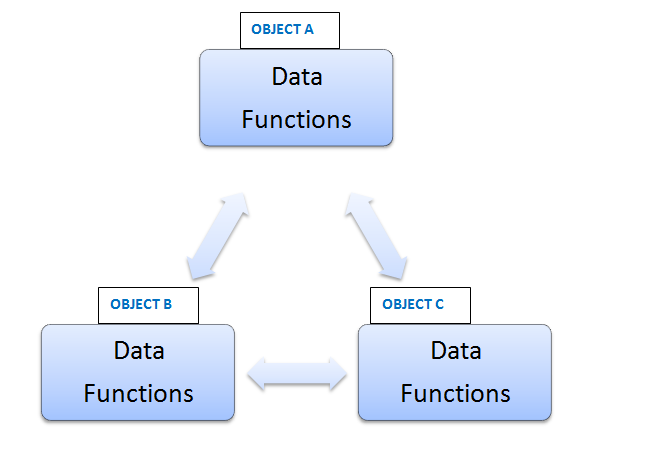 OBJECT A
Data
Functions
OBJECT B
Data
Functions
OBJECT C
Data
Functions